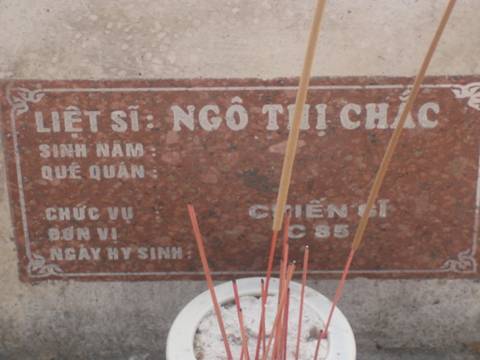 LIỆT SĨ: NGÔ THỊ CHẮC
SINH NĂM :
QUÊ QUÁN :
CHỨC VỤ : CHIẾN SĨ
ĐƠN VỊ C 85
NGÀY HY SINH :